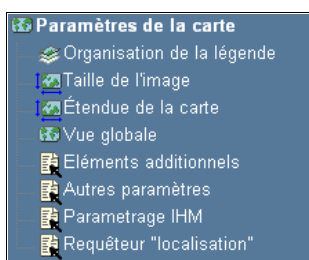 Paramètres de la carte
Organisation de la légende
Taille de l'image
Étendue de la carte
Vue globale
Eléments additionnels
Autres paramètres
Parametrage IHM
Requêteur "localisation"